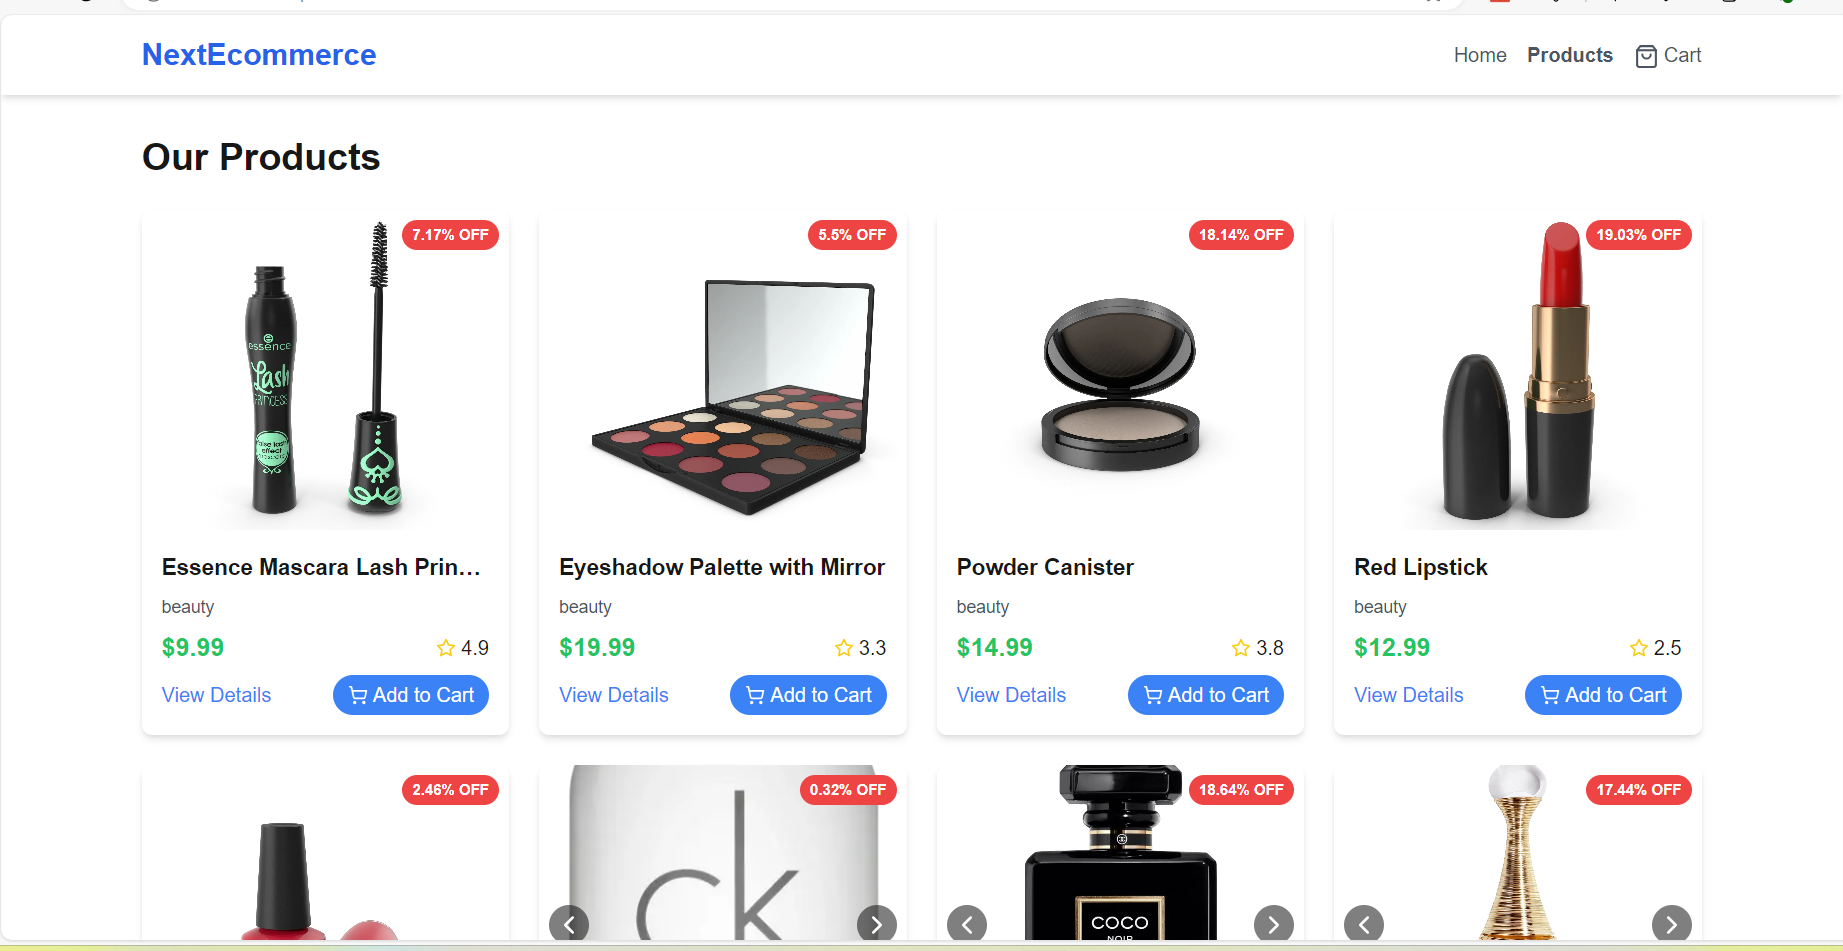 NextEcommerce
Home Products Cart
Our Products
7.17% OFF
essence
Lash
PRINCESS
false lash
effect
Essence Mascara Lash Prin...
beauty
$9.99
4.9
View Details
Add to Cart
5.5% OFF
Eyeshadow Palette with Mirror
beauty
$19.99
3.3
View Details
Add to Cart
18.14% OFF
Powder Canister
beauty
$14.99
3.8
View Details
Add to Cart
19.03% OFF
Red Lipstick
beauty
$12.99
2.5
View Details
Add to Cart
2.46% OFF
0.32% OFF
ck
18.64% OFF
COCO
NOIR
17.44% OFF